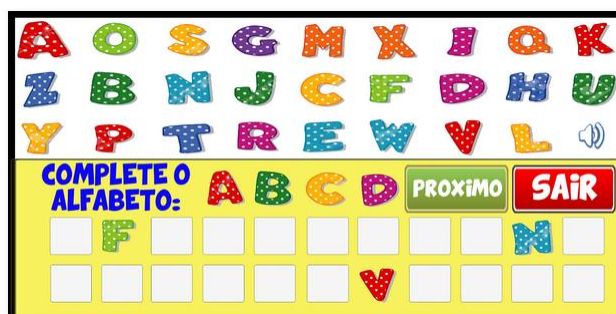 A O S G M X I Q K
Z B N J C F D H U
Y P T R E W V L
COMPLETE O
ALFABETO:
A B C D
PROXIMO
SAIR
F N
V